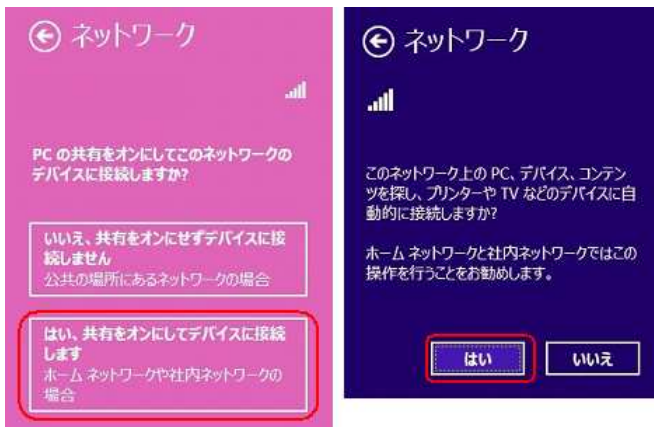 ネットワーク
PC の共有をオンにしてこのネットワークの
デバイスに接続しますか?
いいえ、共有をオンにせずデバイスに接
続しません
公共の場所にあるネットワークの場合
はい、共有をオンにしてデバイスに接続
します
ホーム ネットワークや社内ネットワークの
場合
ネットワーク
このネットワーク上の PC、デバイス、コンテン
ツを探し、プリンターや TV などのデバイスに自
動的に接続しますか?
ホーム ネットワークと社内ネットワークではこの
操作を行うことをお勧めします。
はい
いいえ